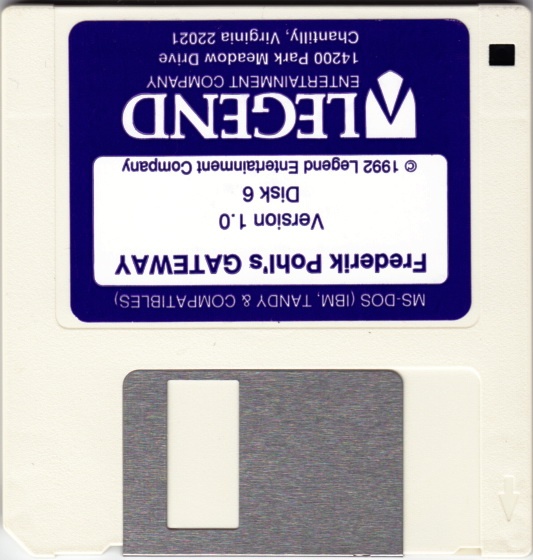 MS-DOS (IBM, TANDY & COMPATIBLES)
Frederik Pohl's GATEWAY
Version 1.0
Disk 6
© 1992 Legend Entertainment Company
LEGEND
ENTERTAINMENT COMPANY
14200 Park Meadow Drive
Chantilly, Virginia 22021